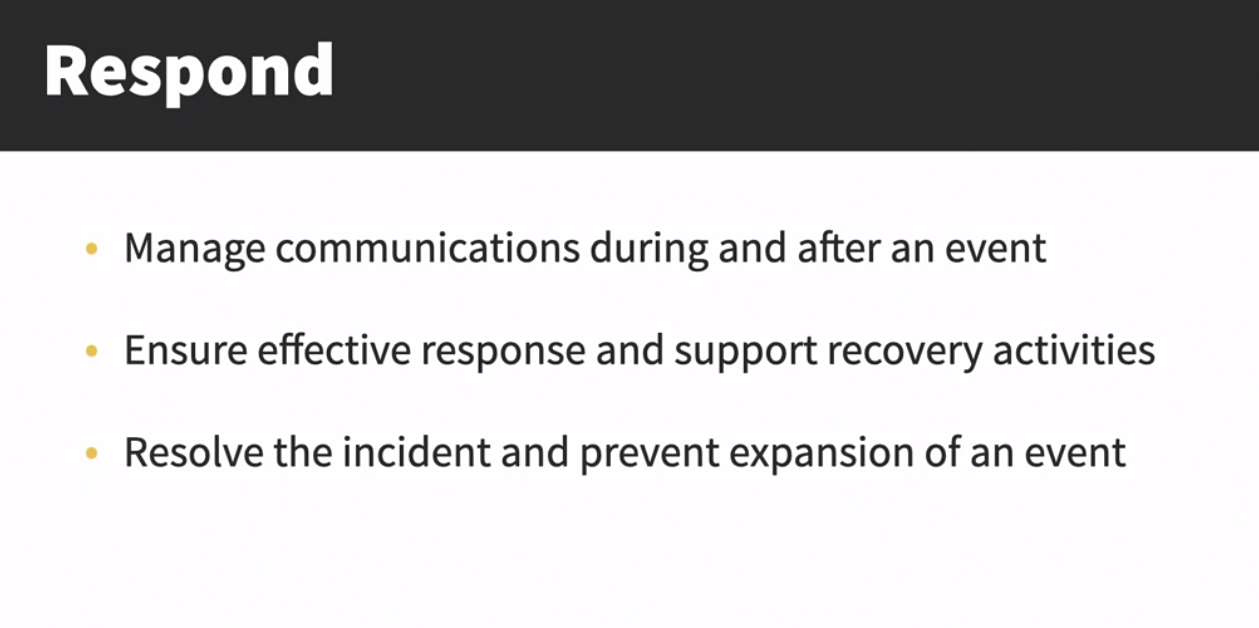 Respond
• Manage communications during and after an event
• Ensure effective response and support recovery activities
• Resolve the incident and prevent expansion of an event